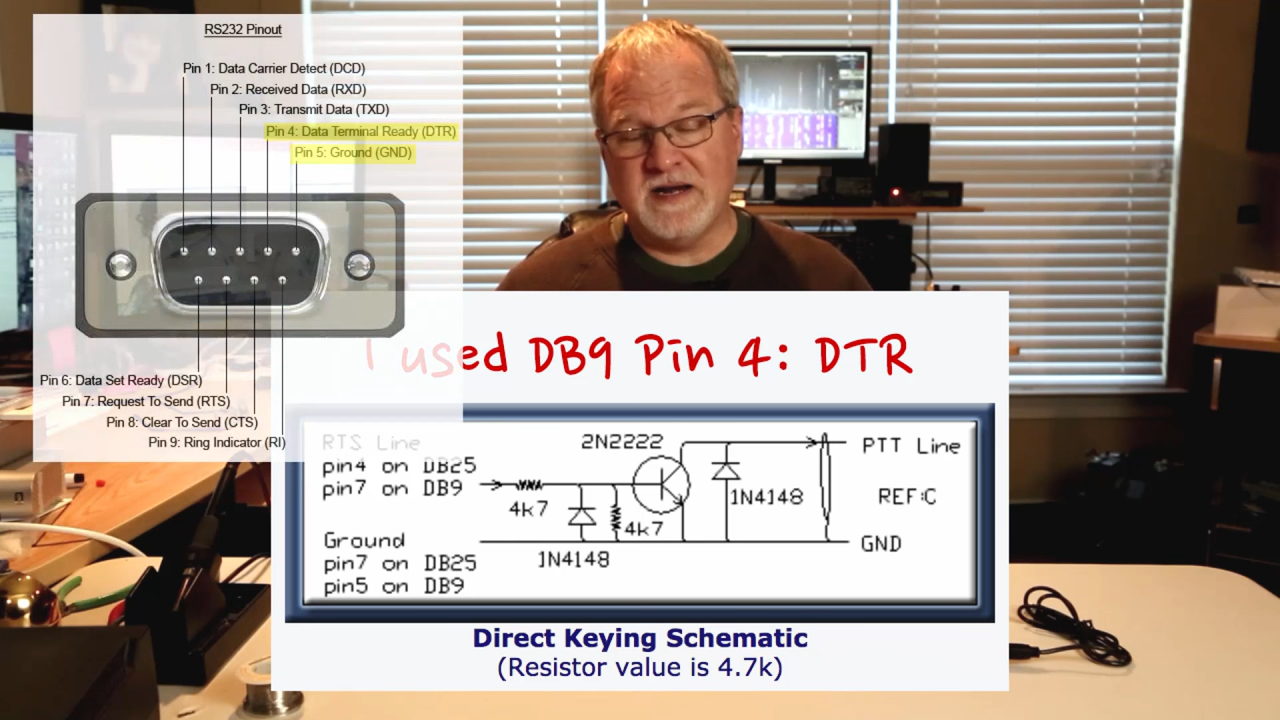 RS232 Pinout
Pin 1: Data Carrier Detect (DCD)
Pin 2: Received Data (RXD)
Pin 3: Transmit Data (TXD)
Pin 4: Data Terminal Ready (DTR)
Pin 5: Ground (GND)
Pin 6: Data Set Ready (DSR)
Pin 7: Request To Send (RTS)
Pin 8: Clear To Send (CTS)
Pin 9: Ring Indicator (RI)
I used DB9 Pin 4: DTR
RTS Line
pin4 on DB25
pin7 on DB9
4k7
1N4148
4k7
2N2222
1N4148
PTT Line
REF:C
GND
Ground
pin7 on DB25
pin5 on DB9
Direct Keying Schematic
(Resistor value is 4.7k)